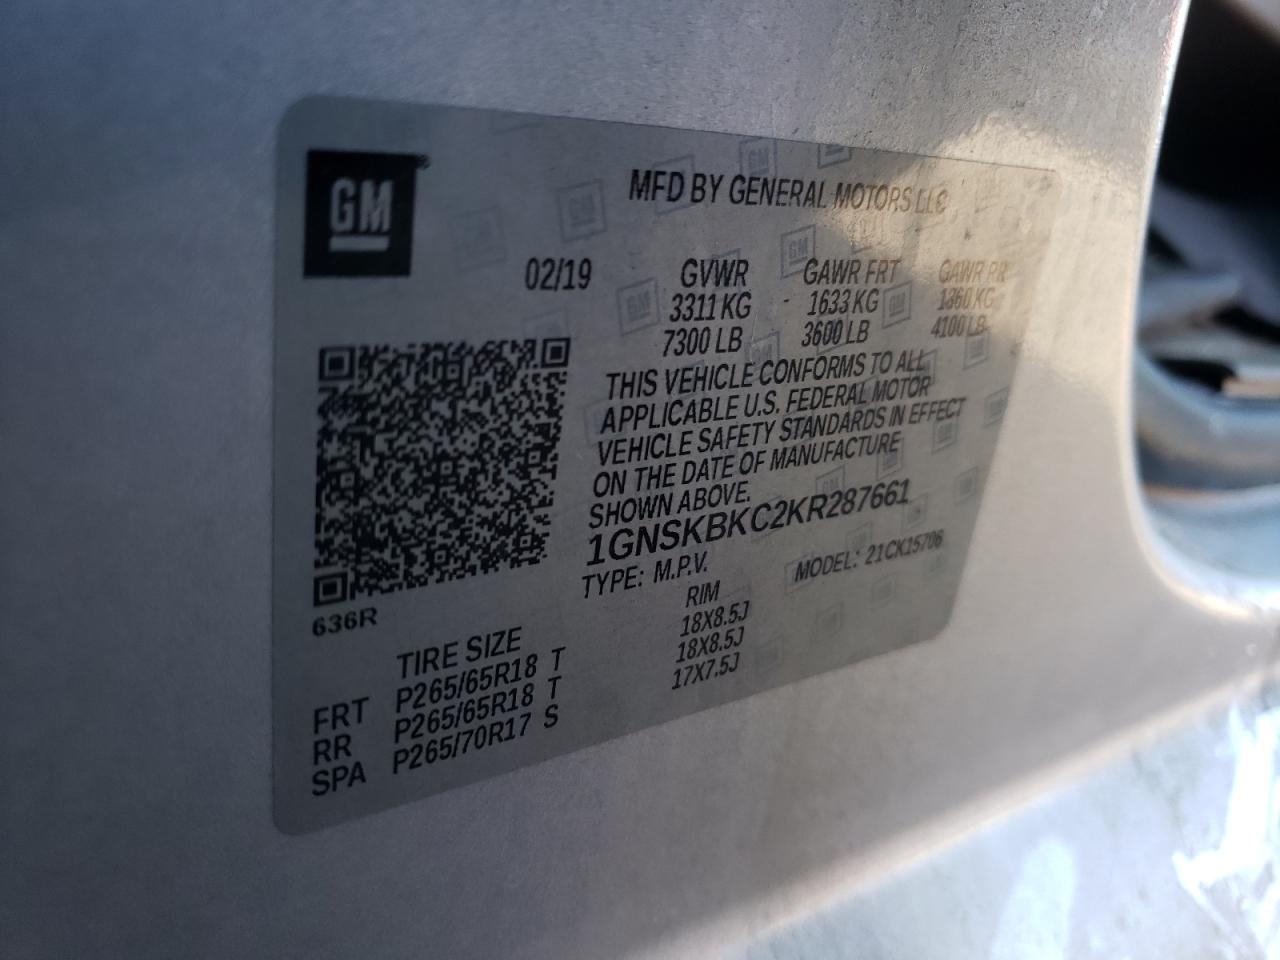 GM
MFD BY GENERAL MOTORS LLC
02/19 GVWR GAWR FRT GAWR RR
3311 KG 1633 KG 1860 KG
7300 LB 3600 LB 4100 LB
THIS VEHICLE CONFORMS TO ALL
APPLICABLE U.S. FEDERAL MOTOR
VEHICLE SAFETY STANDARDS IN EFFECT
ON THE DATE OF MANUFACTURE
SHOWN ABOVE.
1GNSKBKC2KR287661
TYPE: M.P.V. MODEL: 21CK15706
636R
TIRE SIZE RIM
FRT P265/65R18 T 18X8.5J
RR P265/65R18 T 18X8.5J
SPA P265/70R17 S 17X7.5J